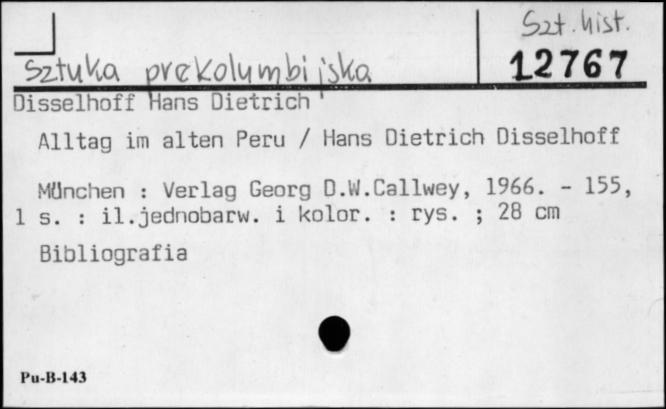 Szt. hist.
Sztuka prekolumbijska
12767
Disselhoff Hans Dietrich
Alltag im alten Peru / Hans Dietrich Disselhoff
München : Verlag Georg D.W.Callwey, 1966. - 155,
1 s. : il.jednobarw. i kolor. : rys. ; 28 cm
Bibliografia
Pu-B-143